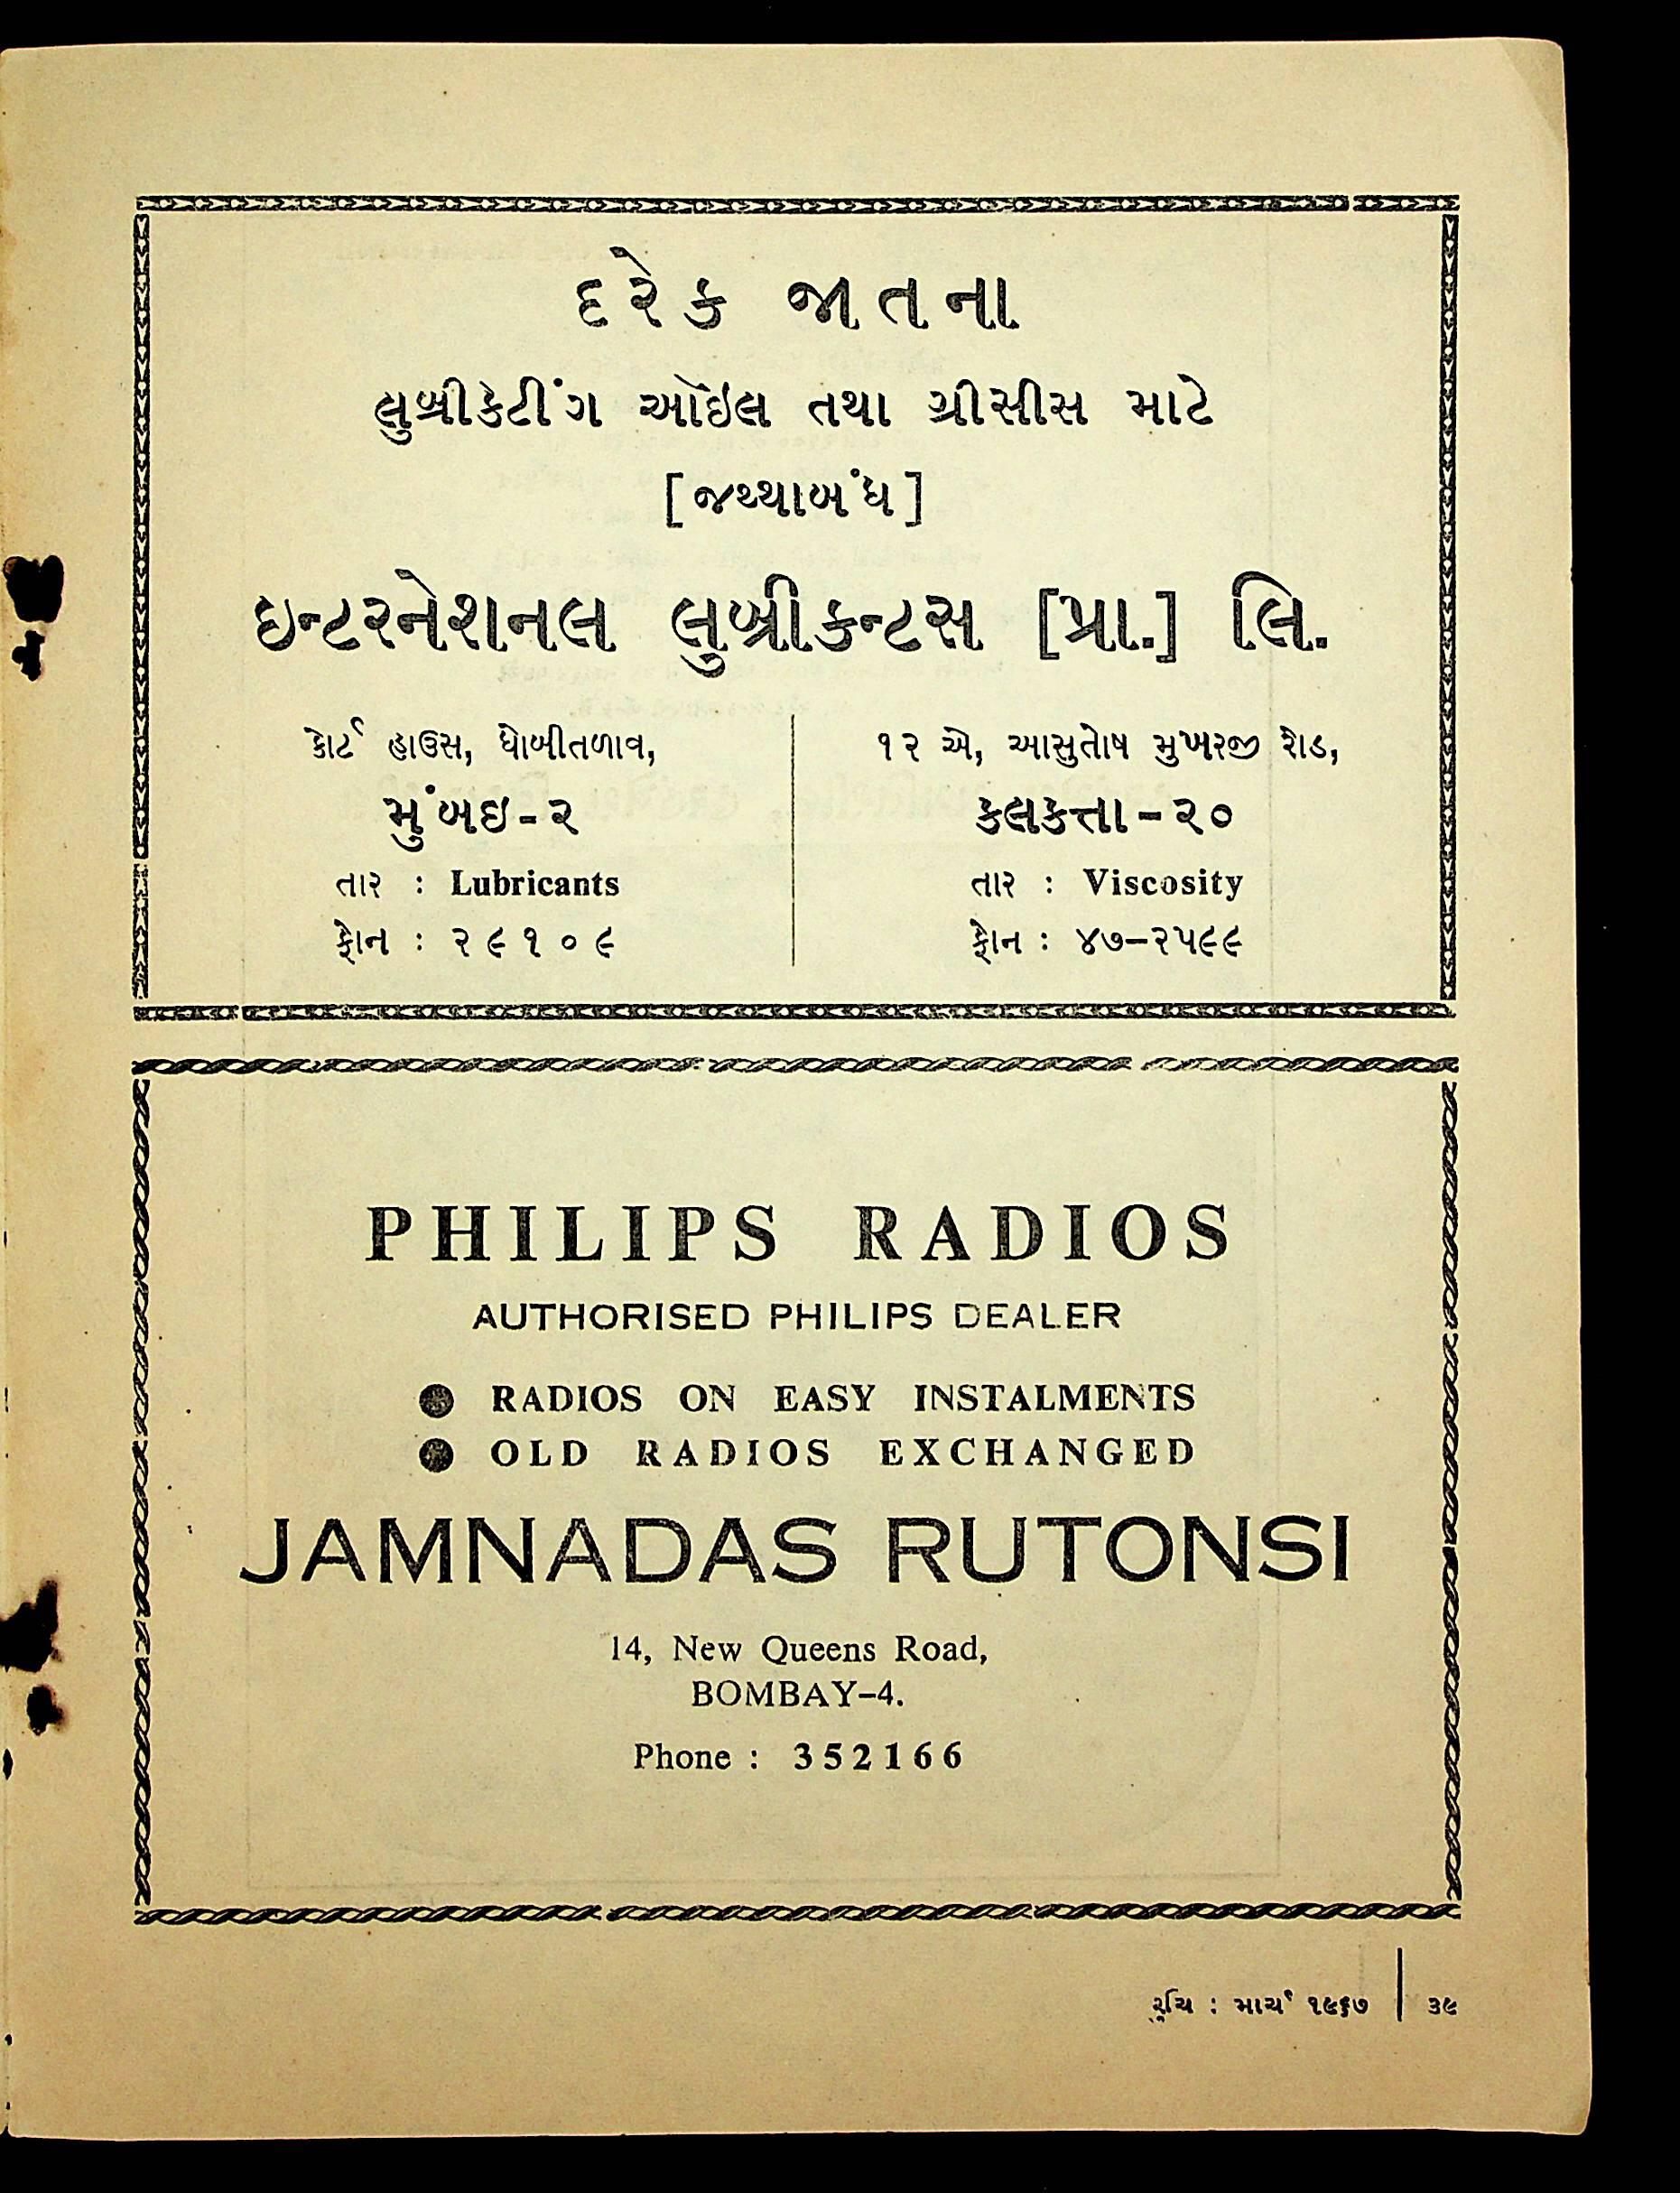 દરેક જાતના
લુબ્રીકેટીંગ ઑઇલ તથા ગ્રીસીસ માટે
[જથ્થાબંધ]
ઇન્ટરનેશનલ લુબ્રીકન્ટસ [પ્રા.] લિ.
કોર્ટ હાઉસ, ધોબીતળાવ,
મુંબઇ-૨
તાર : Lubricants
ફોન : ૨૯૧૦૯
૧૨ એ, આસુતોષ મુખરજી રોડ,
કલકત્તા-૨૦
તાર : Viscosity
ફોન : ૪૭-૨૫૯૯
PHILIPS RADIOS
AUTHORISED PHILIPS DEALER
● RADIOS ON EASY INSTALMENTS
● OLD RADIOS EXCHANGED
JAMNADAS RUTONSI
14, New Queens Road,
BOMBAY-4.
Phone : 352166
રુચિ : માર્ચ ૧૯૬૭ | ૩૯